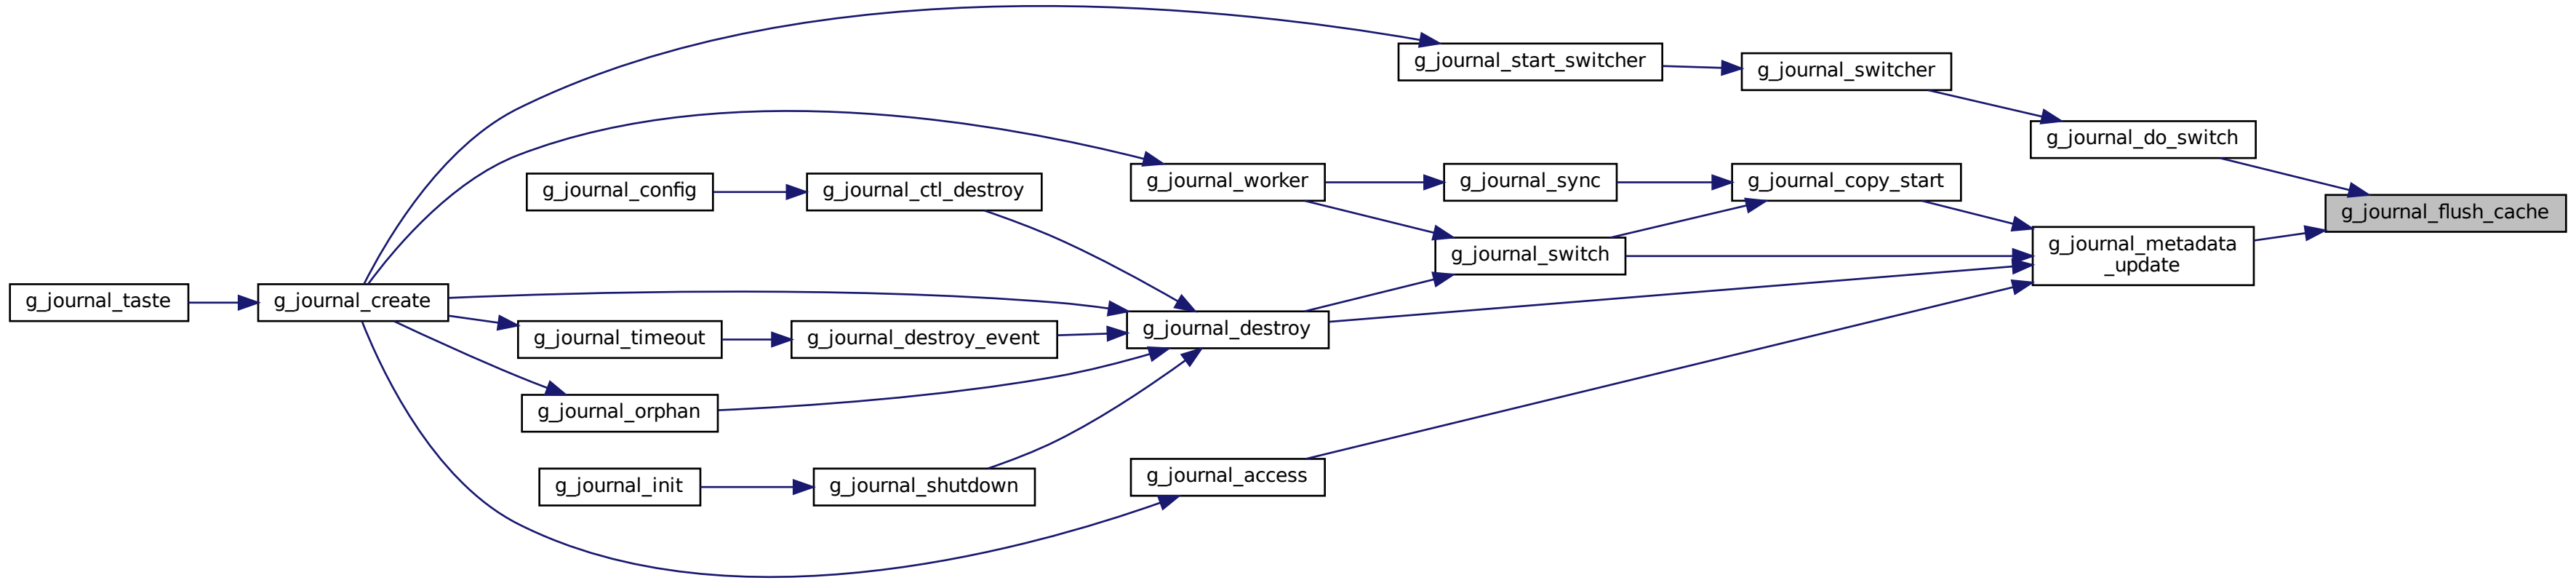 g_journal_start_switcher
g_journal_switcher
g_journal_do_switch
g_journal_config
g_journal_ctl_destroy
g_journal_worker
g_journal_sync
g_journal_copy_start
g_journal_flush_cache
g_journal_switch
g_journal_metadata
_update
g_journal_taste
g_journal_create
g_journal_timeout
g_journal_destroy_event
g_journal_destroy
g_journal_orphan
g_journal_init
g_journal_shutdown
g_journal_access